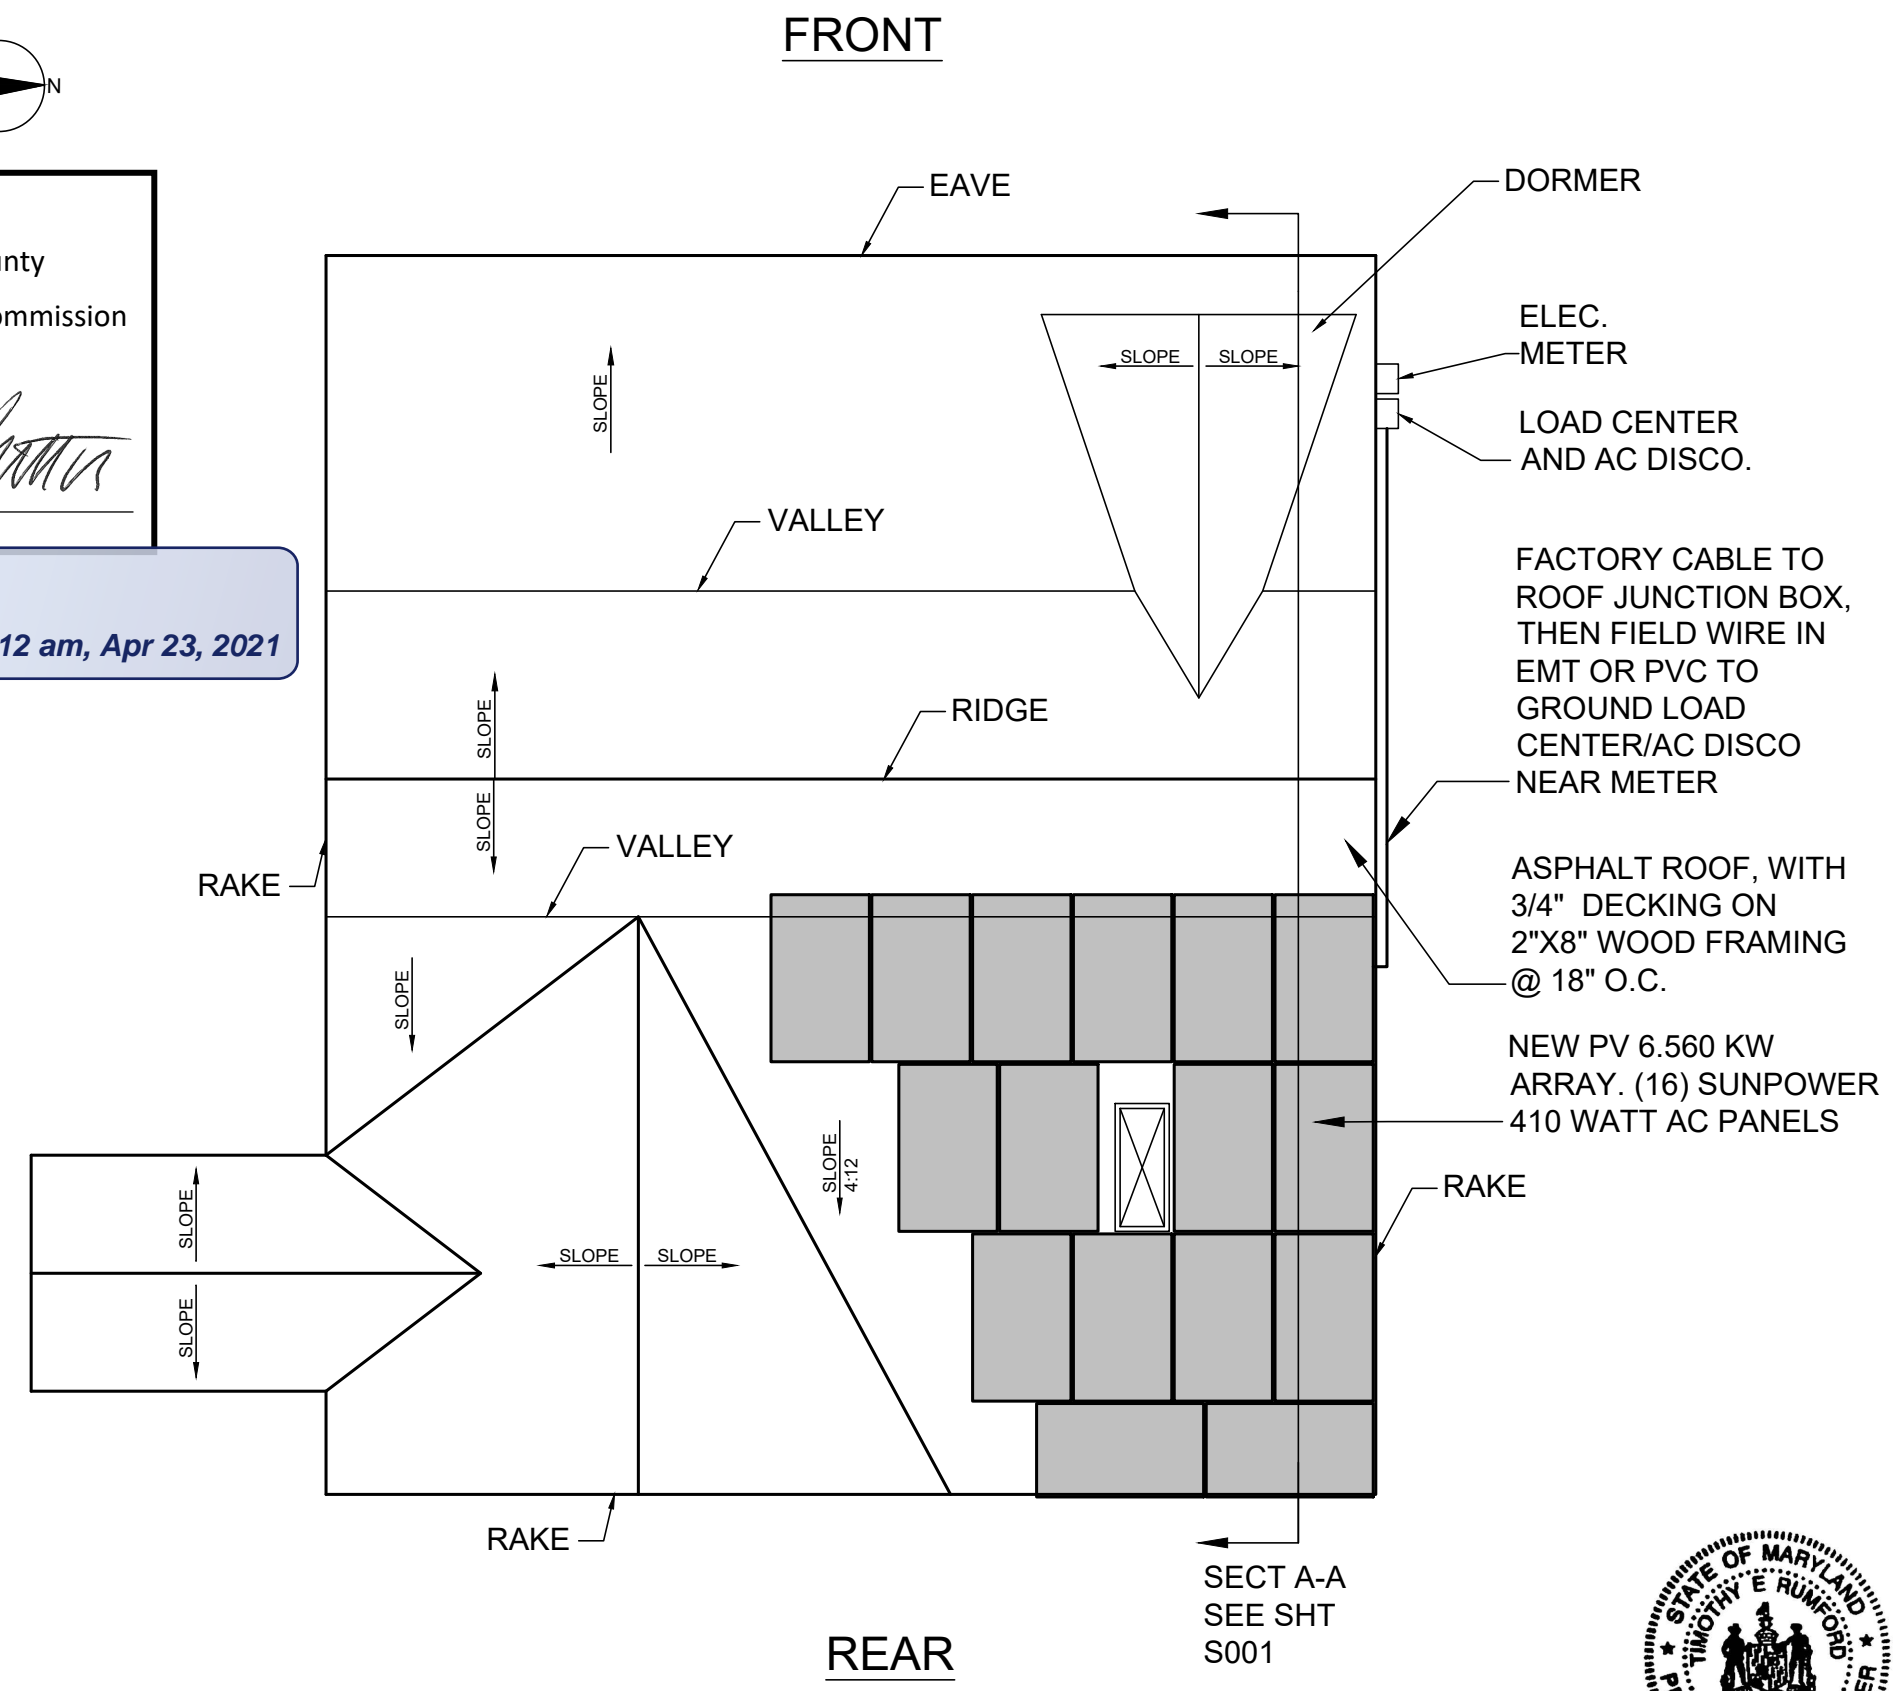 FRONT
N
unty
ommission
12 am, Apr 23, 2021
EAVE
DORMER
ELEC.
METER
SLOPE
SLOPE
SLOPE
LOAD CENTER
AND AC DISCO.
VALLEY
FACTORY CABLE TO
ROOF JUNCTION BOX,
THEN FIELD WIRE IN
EMT OR PVC TO
GROUND LOAD
CENTER/AC DISCO
NEAR METER
SLOPE
RIDGE
SLOPE
VALLEY
RAKE
ASPHALT ROOF, WITH
3/4" DECKING ON
2"X8" WOOD FRAMING
@ 18" O.C.
SLOPE
NEW PV 6.560 KW
ARRAY. (16) SUNPOWER
410 WATT AC PANELS
SLOPE
4:12
RAKE
SLOPE
SLOPE
SLOPE
SLOPE
RAKE
SECT A-A
SEE SHT
S001
REAR
STATE OF MARYLAND
TIMOTHY E RUMFORD